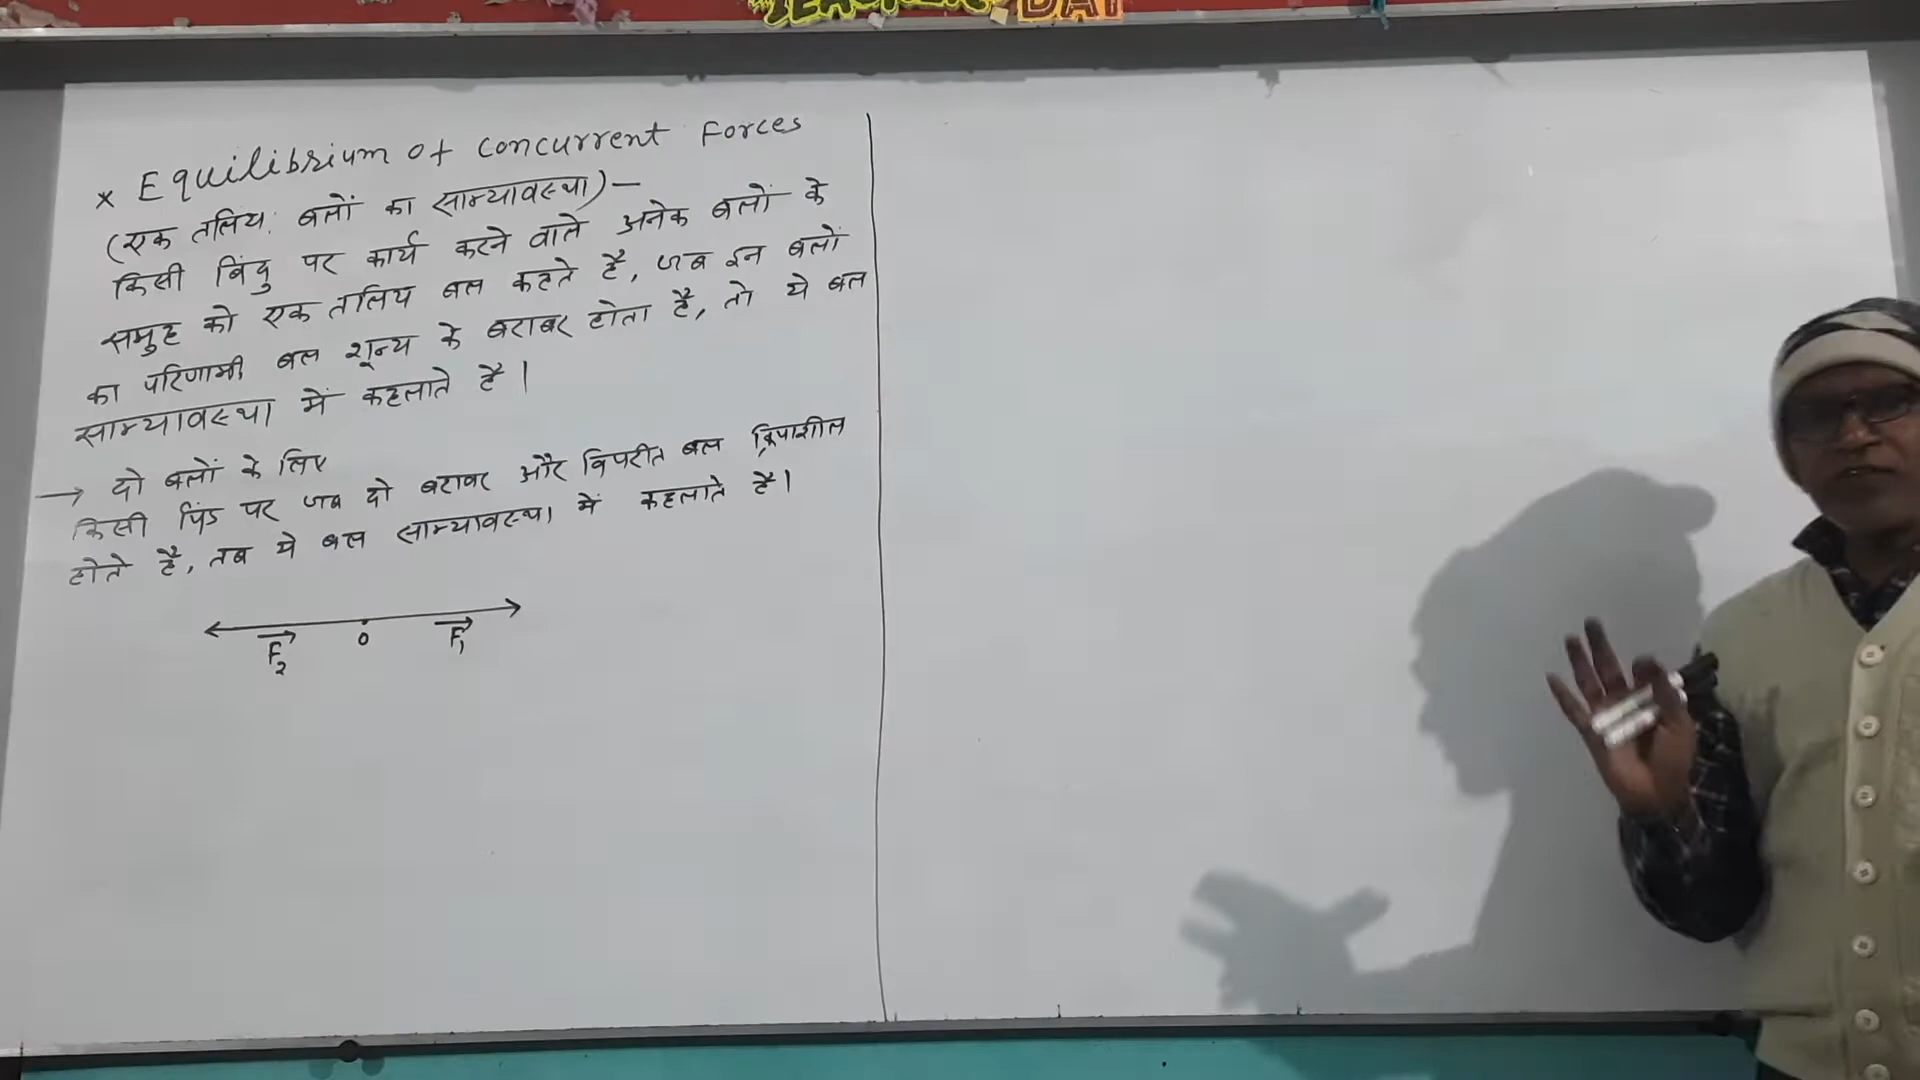 TEACHER'S DAY
* Equilibrium of concurrent Forces
(एक तलिय बलों का साम्यावस्था) —
किसी बिंदु पर कार्य करने वाले अनेक बलों के
समुह को एक तलिय बल कहते है, जब इन बलों
का परिणामी बल शून्य के बराबर होता है, तो ये बल
साम्यावस्था में कहलाते है।
→ दो बलों के लिए
किसी पिंड पर जब दो बराबर और विपरीत बल क्रियाशील
होते है, तब ये बल साम्यावस्था में कहलाते है।
F₂ O F₁